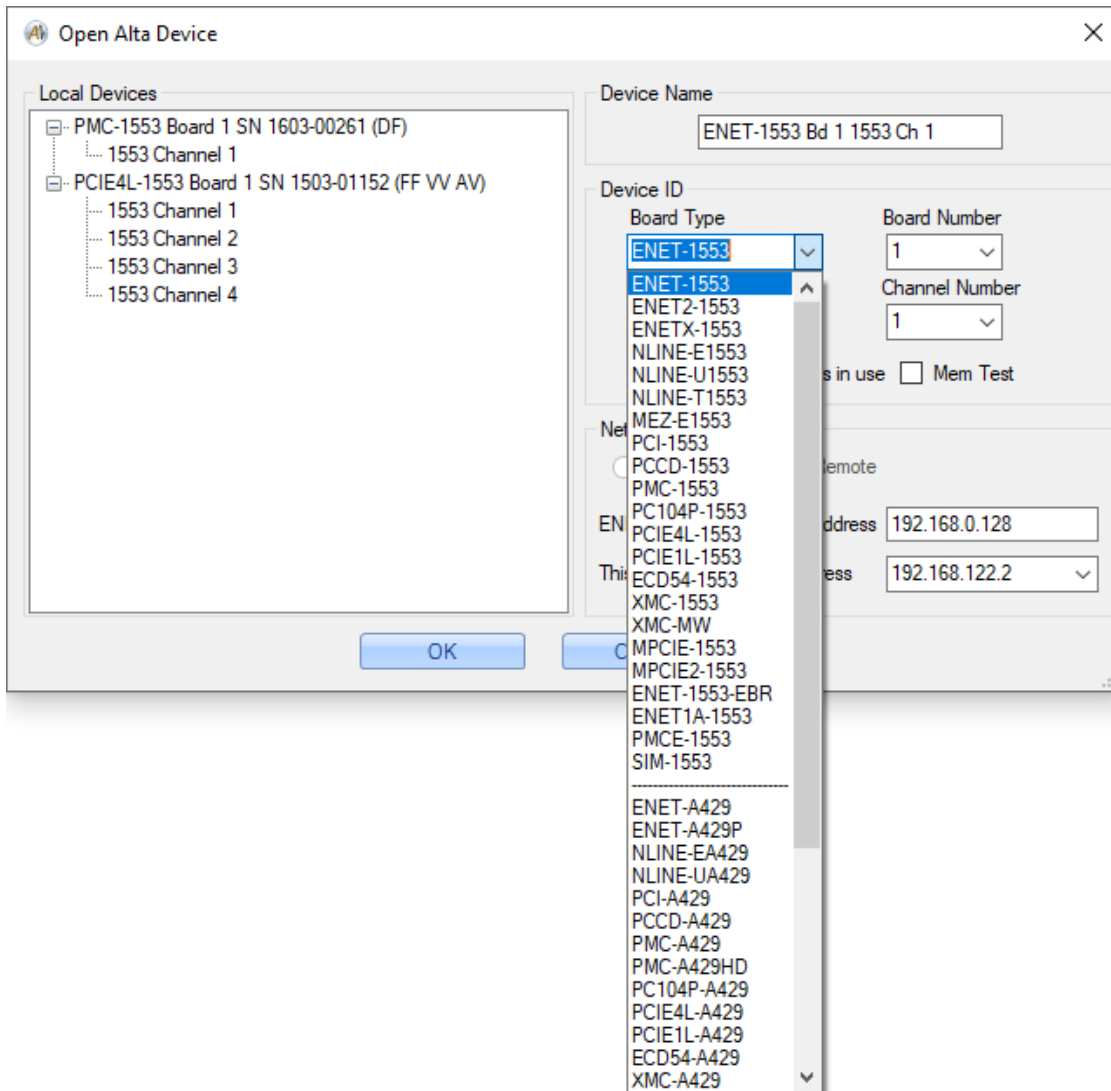 Open Alta Device
Local Devices
PMC-1553 Board 1 SN 1603-00261 (DF)
1553 Channel 1
PCIE4L-1553 Board 1 SN 1503-01152 (FF VV AV)
1553 Channel 1
1553 Channel 2
1553 Channel 3
1553 Channel 4
Device Name
ENET-1553 Bd 1 1553 Ch 1
Device ID
Board Type
Board Number
ENET-1553
1
Channel Number
1
s in use
Mem Test
Net
emote
EN
ddress
192.168.0.128
This
ess
192.168.122.2
OK
C
ENET-1553
ENET2-1553
ENETX-1553
NLINE-E1553
NLINE-U1553
NLINE-T1553
MEZ-E1553
PCI-1553
PCCD-1553
PMC-1553
PC104P-1553
PCIE4L-1553
PCIE1L-1553
ECD54-1553
XMC-1553
XMC-MW
MPCIE-1553
MPCIE2-1553
ENET-1553-EBR
ENET1A-1553
PMCE-1553
SIM-1553
------------------------------
ENET-A429
ENET-A429P
NLINE-EA429
NLINE-UA429
PCI-A429
PCCD-A429
PMC-A429
PMC-A429HD
PC104P-A429
PCIE4L-A429
PCIE1L-A429
ECD54-A429
XMC-A429